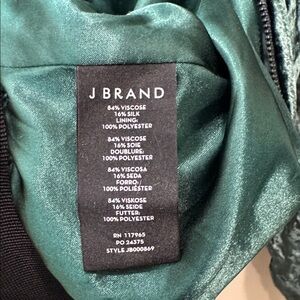 J BRAND
84% VISCOSE
16% SILK
LINING:
100% POLYESTER
84% VISCOSE
16% SOIE
DOUBLURE:
100% POLYESTER
84% VISCOSA
16% SEDA
FORRO:
100% POLIÉSTER
84% VISKOSE
16% SEIDE
FUTTER:
100% POLYESTER
RN 117965
PO 24375
STYLE JB000869